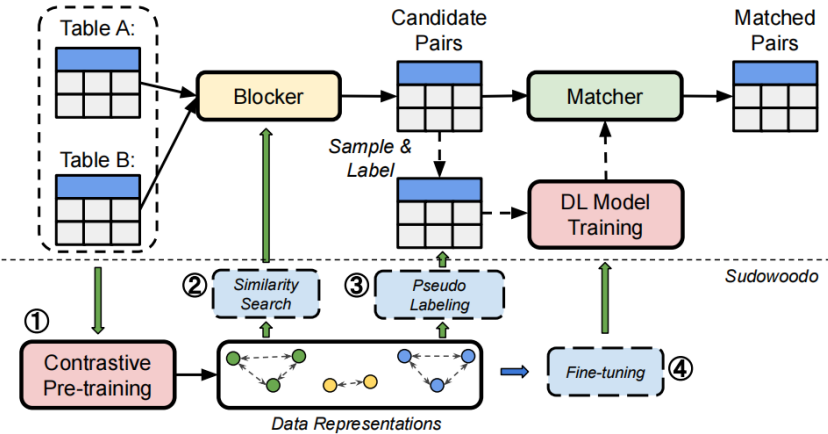 Table A:
Candidate
Pairs
Matched
Pairs
Blocker
Matcher
Table B:
Sample &
Label
DL Model
Training
Sudowoodo
①
Contrastive
Pre-training
②
Similarity
Search
③
Pseudo
Labeling
Fine-tuning
④
Data Representations